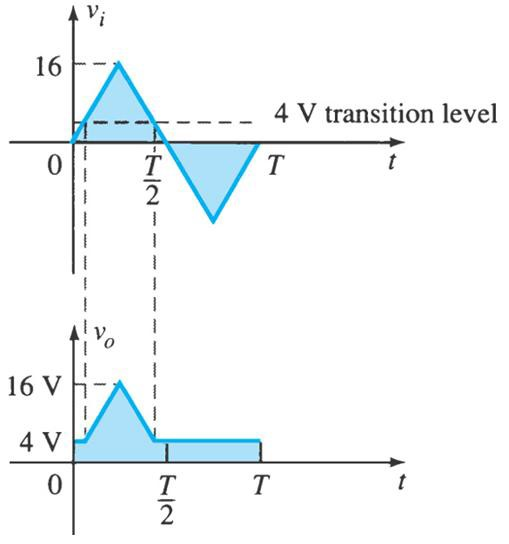 v_i
16
4 V transition level
0
T/2
T
t
v_o
16 V
4 V
0
T/2
T
t